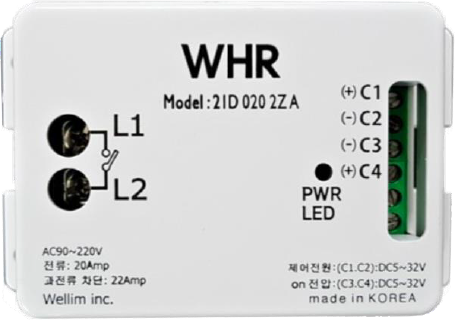 WHR
Model : 21D 020 2Z A
(+) C1
(-) C2
(-) C3
(+) C4
L1
L2
PWR
LED
AC90~220V
전류: 20Amp
과전류 차단: 22Amp
Wellim inc.
제어전원: (C1.C2):DC5~32V
on 전압:(C3.C4):DC5~32V
made in KOREA